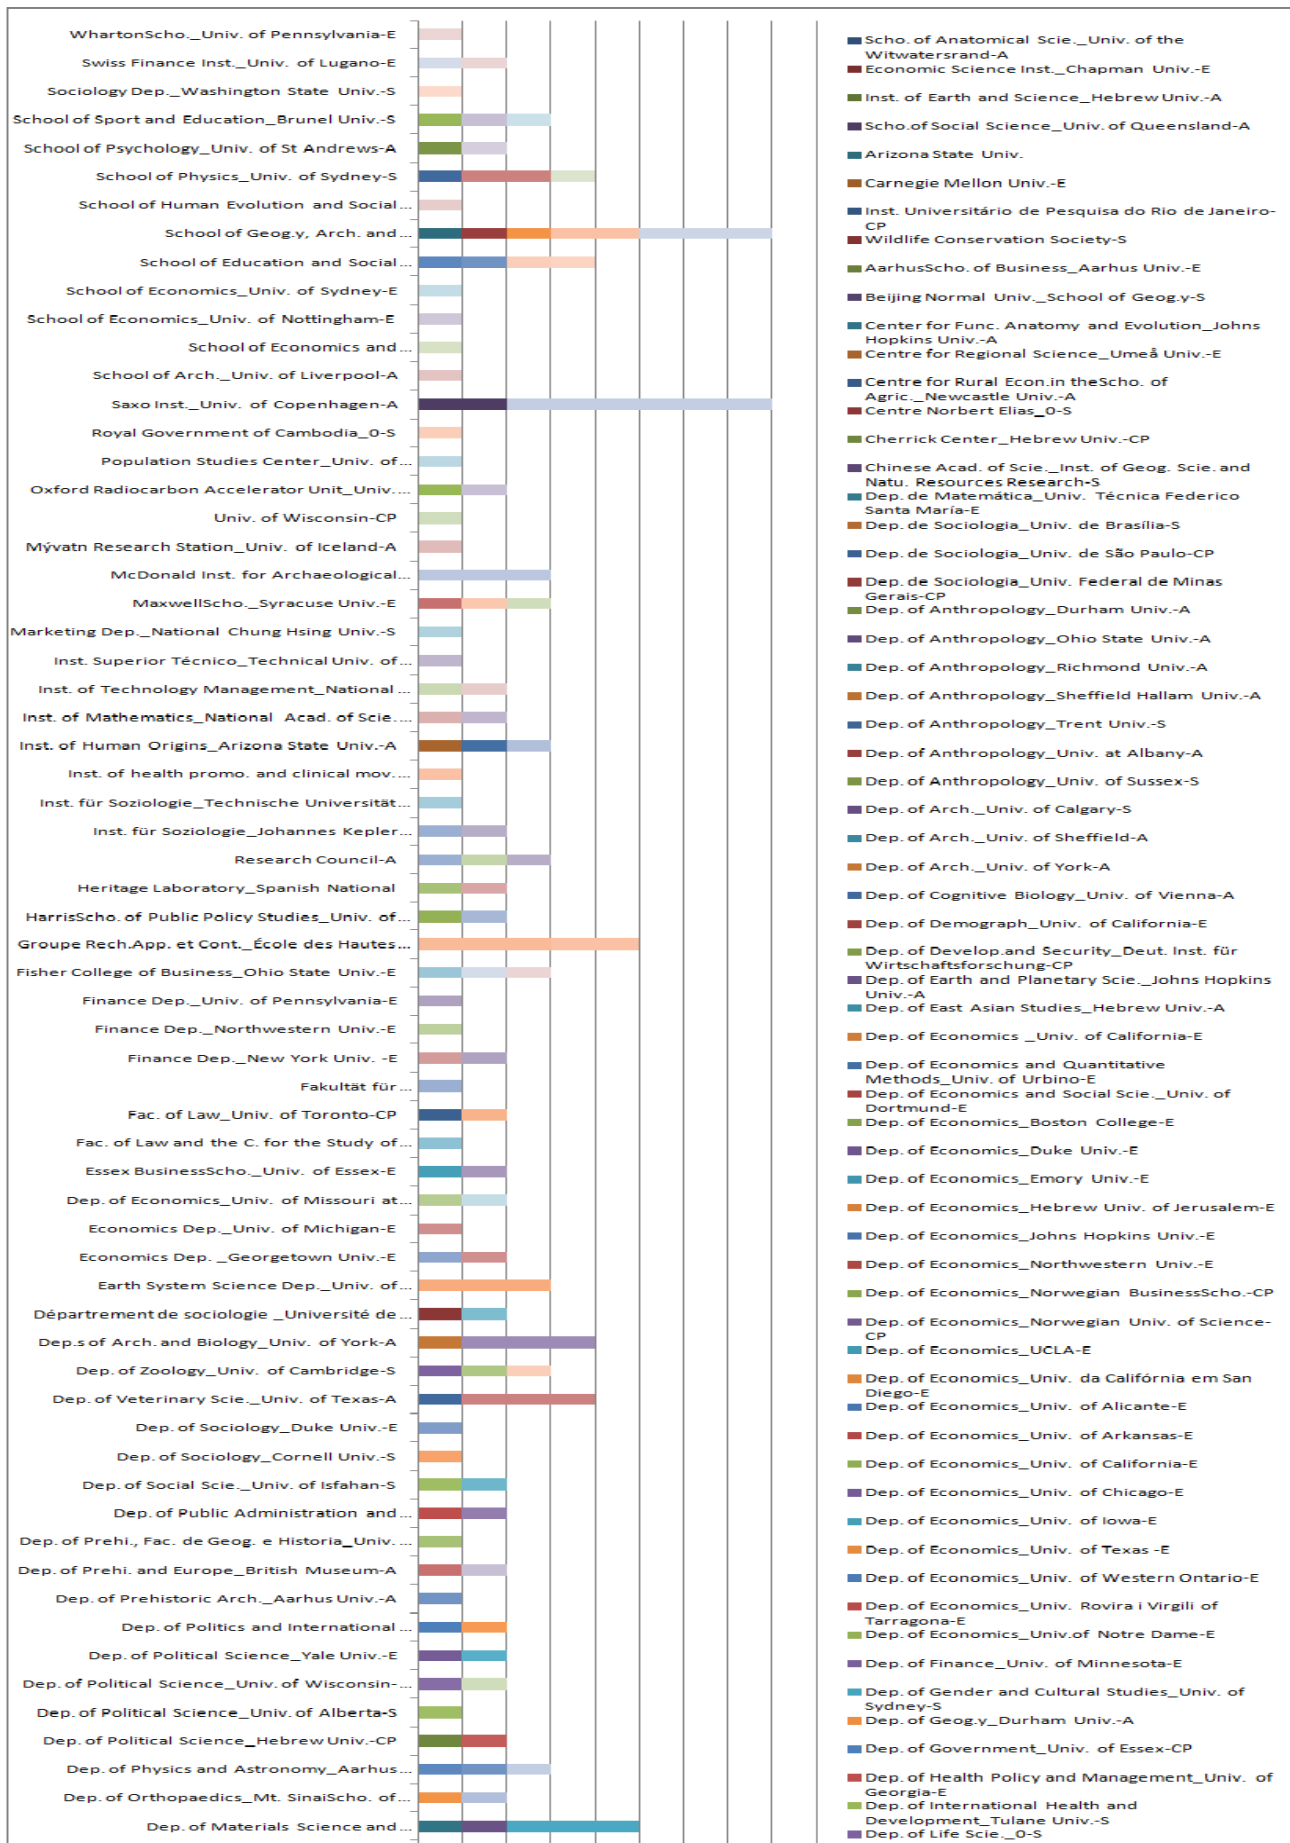 WhartonScho._Univ. of Pennsylvania-E
Swiss Finance Inst._Univ. of Lugano-E
Sociology Dep._Washington State Univ.-S
School of Sport and Education_Brunel Univ.-S
School of Psychology_Univ. of St Andrews-A
School of Physics_Univ. of Sydney-S
School of Human Evolution and Social ...
School of Geog.y, Arch. and ...
School of Education and Social ...
School of Economics_Univ. of Sydney-E
School of Economics_Univ. of Nottingham-E
School of Economics and ...
School of Arch._Univ. of Liverpool-A
Saxo Inst._Univ. of Copenhagen-A
Royal Government of Cambodia_0-S
Population Studies Center_Univ. of ...
Oxford Radiocarbon Accelerator Unit_Univ. ...
Univ. of Wisconsin-CP
Mývatn Research Station_Univ. of Iceland-A
McDonald Inst. for Archaeological ...
MaxwellScho._Syracuse Univ.-E
Marketing Dep._National Chung Hsing Univ.-S
Inst. Superior Técnico_Technical Univ. of ...
Inst. of Technology Management_National ...
Inst. of Mathematics_National Acad. of Scie. ...
Inst. of Human Origins_Arizona State Univ.-A
Inst. of health promo. and clinical mov. ...
Inst. für Soziologie_Technische Universität ...
Inst. für Soziologie_Johannes Kepler ...
Research Council-A
Heritage Laboratory_Spanish National
HarrisScho. of Public Policy Studies_Univ. of ...
Groupe Rech.App. et Cont._École des Hautes ...
Fisher College of Business_Ohio State Univ.-E
Finance Dep._Univ. of Pennsylvania-E
Finance Dep._Northwestern Univ.-E
Finance Dep._New York Univ. -E
Fakultät für ...
Fac. of Law_Univ. of Toronto-CP
Fac. of Law and the C. for the Study of ...
Essex BusinessScho._Univ. of Essex-E
Dep. of Economics_Univ. of Missouri at ...
Economics Dep._Univ. of Michigan-E
Economics Dep. _Georgetown Univ.-E
Earth System Science Dep._Univ. of ...
Départrement de sociologie _Université de ...
Dep.s of Arch. and Biology_Univ. of York-A
Dep. of Zoology_Univ. of Cambridge-S
Dep. of Veterinary Scie._Univ. of Texas-A
Dep. of Sociology_Duke Univ.-E
Dep. of Sociology_Cornell Univ.-S
Dep. of Social Scie._Univ. of Isfahan-S
Dep. of Public Administration and ...
Dep. of Prehi., Fac. de Geog. e Historia_Univ. ...
Dep. of Prehi. and Europe_British Museum-A
Dep. of Prehistoric Arch._Aarhus Univ.-A
Dep. of Politics and International ...
Dep. of Political Science_Yale Univ.-E
Dep. of Political Science_Univ. of Wisconsin-...
Dep. of Political Science_Univ. of Alberta-S
Dep. of Political Science_Hebrew Univ.-CP
Dep. of Physics and Astronomy_Aarhus ...
Dep. of Orthopaedics_Mt. SinaiScho. of ...
Dep. of Materials Science and ...
Scho. of Anatomical Scie._Univ. of the
Witwatersrand-A
Economic Science Inst._Chapman Univ.-E
Inst. of Earth and Science_Hebrew Univ.-A
Scho.of Social Science_Univ. of Queensland-A
Arizona State Univ.
Carnegie Mellon Univ.-E
Inst. Universitário de Pesquisa do Rio de Janeiro-
CP
Wildlife Conservation Society-S
AarhusScho. of Business_Aarhus Univ.-E
Beijing Normal Univ._School of Geog.y-S
Center for Func. Anatomy and Evolution_Johns
Hopkins Univ.-A
Centre for Regional Science_Umeå Univ.-E
Centre for Rural Econ.in theScho. of
Agric._Newcastle Univ.-A
Centre Norbert Elias_0-S
Cherrick Center_Hebrew Univ.-CP
Chinese Acad. of Scie._Inst. of Geog. Scie. and
Natu. Resources Research-S
Dep. de Matemática_Univ. Técnica Federico
Santa María-E
Dep. de Sociologia_Univ. de Brasília-S
Dep. de Sociologia_Univ. de São Paulo-CP
Dep. de Sociologia_Univ. Federal de Minas
Gerais-CP
Dep. of Anthropology_Durham Univ.-A
Dep. of Anthropology_Ohio State Univ.-A
Dep. of Anthropology_Richmond Univ.-A
Dep. of Anthropology_Sheffield Hallam Univ.-A
Dep. of Anthropology_Trent Univ.-S
Dep. of Anthropology_Univ. at Albany-A
Dep. of Anthropology_Univ. of Sussex-S
Dep. of Arch._Univ. of Calgary-S
Dep. of Arch._Univ. of Sheffield-A
Dep. of Arch._Univ. of York-A
Dep. of Cognitive Biology_Univ. of Vienna-A
Dep. of Demograph_Univ. of California-E
Dep. of Develop.and Security_Deut. Inst. für
Wirtschaftsforschung-CP
Dep. of Earth and Planetary Scie._Johns Hopkins
Univ.-A
Dep. of East Asian Studies_Hebrew Univ.-A
Dep. of Economics _Univ. of California-E
Dep. of Economics and Quantitative
Methods_Univ. of Urbino-E
Dep. of Economics and Social Scie._Univ. of
Dortmund-E
Dep. of Economics_Boston College-E
Dep. of Economics_Duke Univ.-E
Dep. of Economics_Emory Univ.-E
Dep. of Economics_Hebrew Univ. of Jerusalem-E
Dep. of Economics_Johns Hopkins Univ.-E
Dep. of Economics_Northwestern Univ.-E
Dep. of Economics_Norwegian BusinessScho.-CP
Dep. of Economics_Norwegian Univ. of Science-
CP
Dep. of Economics_UCLA-E
Dep. of Economics_Univ. da Califórnia em San
Diego-E
Dep. of Economics_Univ. of Alicante-E
Dep. of Economics_Univ. of Arkansas-E
Dep. of Economics_Univ. of California-E
Dep. of Economics_Univ. of Chicago-E
Dep. of Economics_Univ. of Iowa-E
Dep. of Economics_Univ. of Texas -E
Dep. of Economics_Univ. of Western Ontario-E
Dep. of Economics_Univ. Rovira i Virgili of
Tarragona-E
Dep. of Economics_Univ.of Notre Dame-E
Dep. of Finance_Univ. of Minnesota-E
Dep. of Gender and Cultural Studies_Univ. of
Sydney-S
Dep. of Geog.y_Durham Univ.-A
Dep. of Government_Univ. of Essex-CP
Dep. of Health Policy and Management_Univ. of
Georgia-E
Dep. of International Health and
Development_Tulane Univ.-S
Dep. of Life Scie._0-S